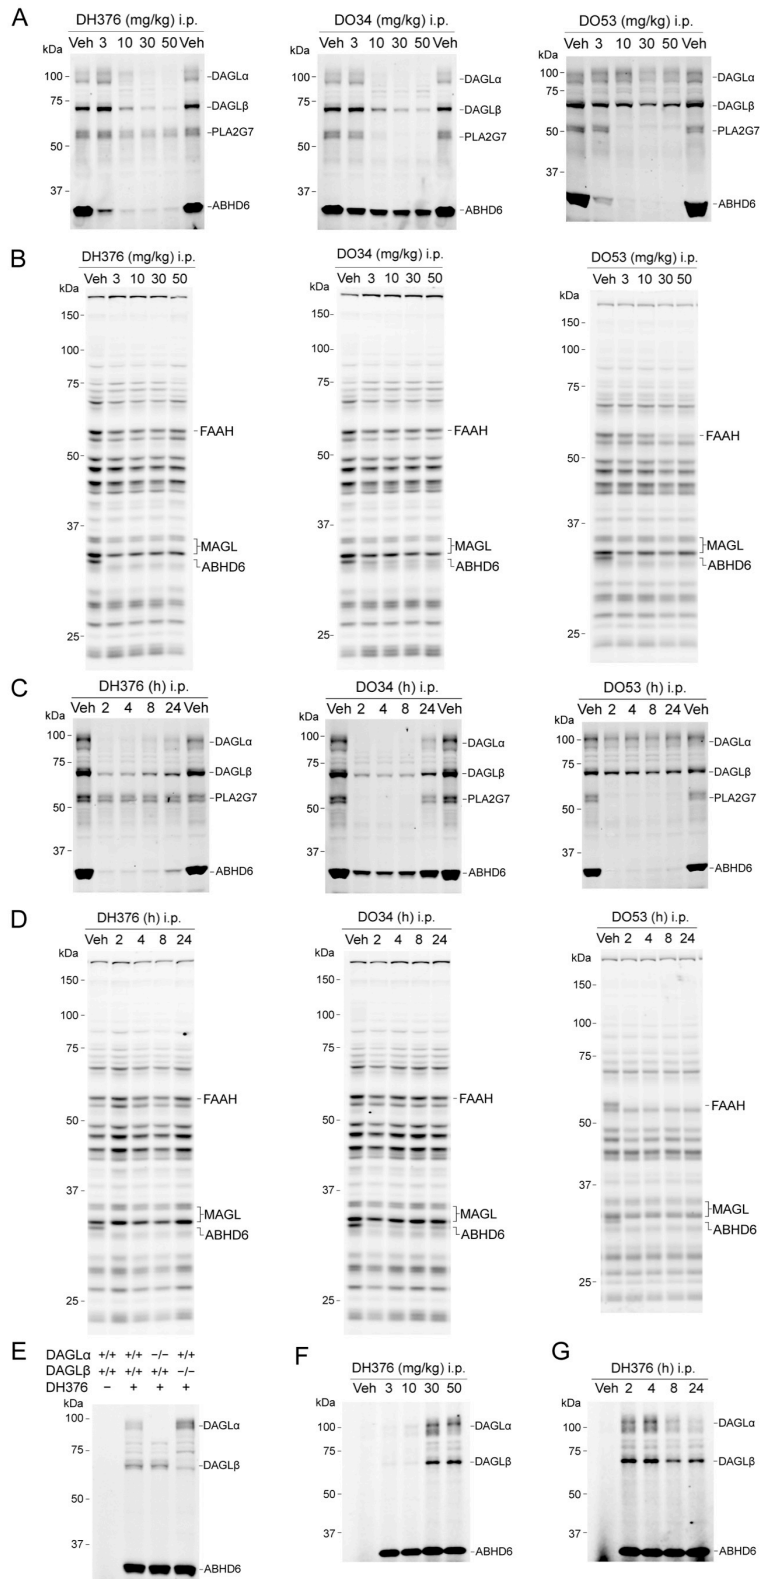 A
DH376 (mg/kg) i.p.
kDa
Veh 3 10 30 50 Veh
100
75
50
37
DAGLα
DAGLβ
PLA2G7
ABHD6
DO34 (mg/kg) i.p.
kDa
Veh 3 10 30 50 Veh
100
75
50
37
DAGLα
DAGLβ
PLA2G7
ABHD6
DO53 (mg/kg) i.p.
kDa
Veh 3 10 30 50 Veh
100
75
50
37
DAGLα
DAGLβ
PLA2G7
ABHD6
B
DH376 (mg/kg) i.p.
Veh 3 10 30 50
kDa
150
100
75
50
37
25
FAAH
MAGL
ABHD6
DO34 (mg/kg) i.p.
Veh 3 10 30 50
kDa
150
100
75
50
37
25
FAAH
MAGL
ABHD6
DO53 (mg/kg) i.p.
Veh 3 10 30 50
kDa
150
100
75
50
37
25
FAAH
MAGL
ABHD6
C
DH376 (h) i.p.
Veh 2 4 8 24 Veh
kDa
100
75
50
37
DAGLα
DAGLβ
PLA2G7
ABHD6
DO34 (h) i.p.
Veh 2 4 8 24 Veh
kDa
100
75
50
37
DAGLα
DAGLβ
PLA2G7
ABHD6
DO53 (h) i.p.
Veh 2 4 8 24 Veh
kDa
100
75
50
37
DAGLα
DAGLβ
PLA2G7
ABHD6
D
DH376 (h) i.p.
Veh 2 4 8 24
kDa
150
100
75
50
37
25
FAAH
MAGL
ABHD6
DO34 (h) i.p.
Veh 2 4 8 24
kDa
150
100
75
50
37
25
FAAH
MAGL
ABHD6
DO53 (h) i.p.
Veh 2 4 8 24
kDa
150
100
75
50
37
25
FAAH
MAGL
ABHD6
E
DAGLα +/+ +/+ −/− +/+
DAGLβ +/+ +/+ +/+ −/−
DH376 − + + +
kDa
100
75
50
37
DAGLα
DAGLβ
ABHD6
F
DH376 (mg/kg) i.p.
Veh 3 10 30 50
kDa
100
75
50
37
DAGLα
DAGLβ
ABHD6
G
DH376 (h) i.p.
Veh 2 4 8 24
kDa
100
75
50
37
DAGLα
DAGLβ
ABHD6